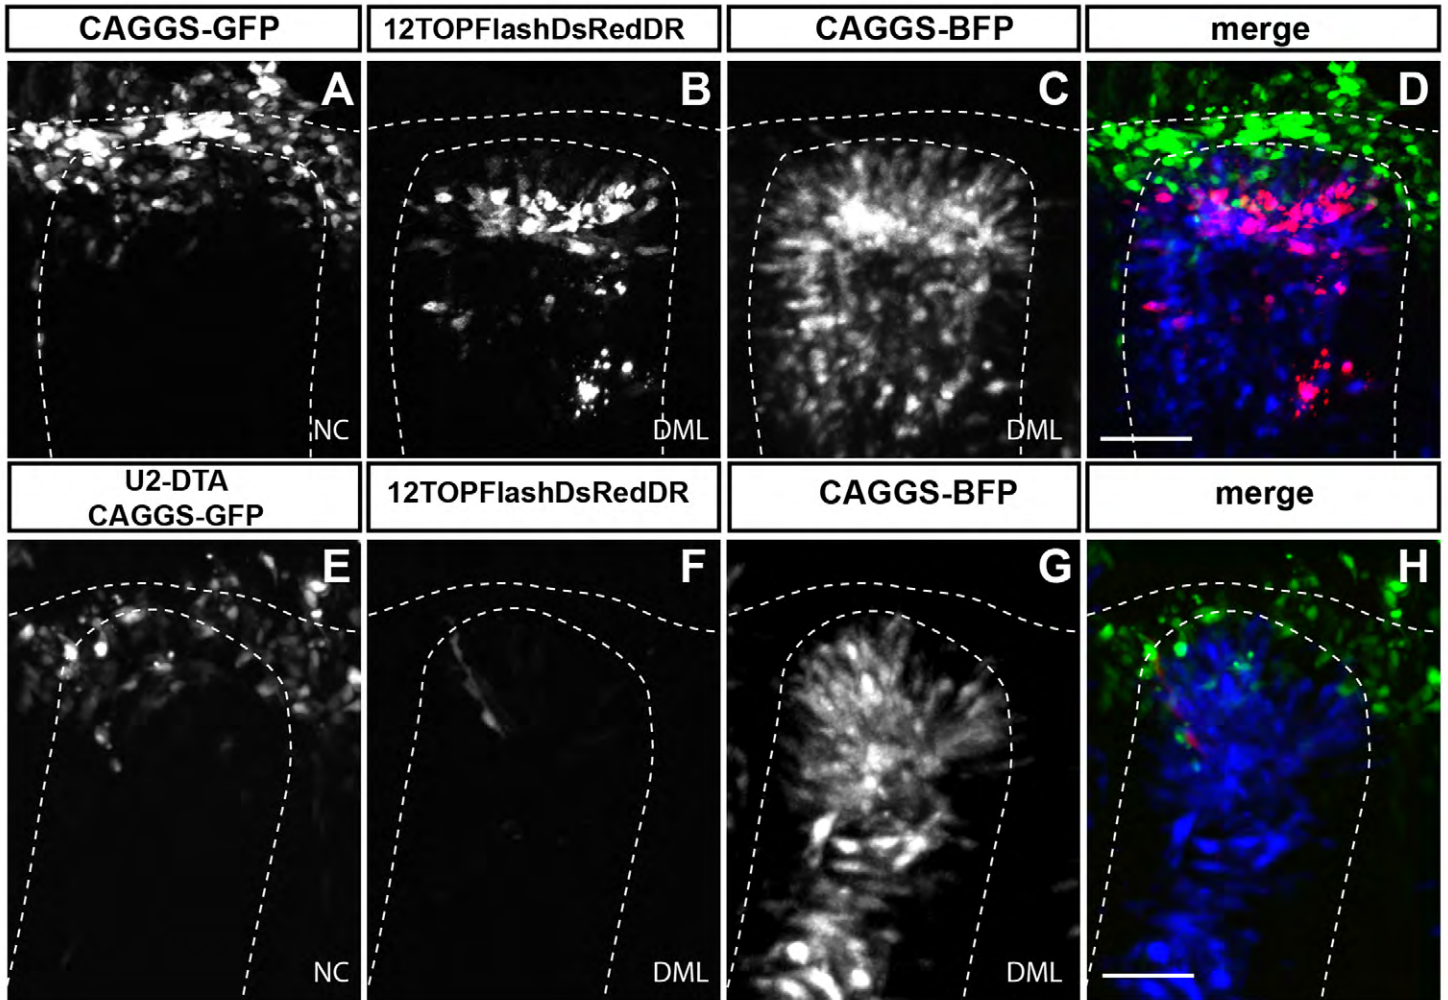 CAGGS-GFP
12TOPFlashDsRedDR
CAGGS-BFP
merge
A
B
C
D
NC
DML
DML
U2-DTA
CAGGS-GFP
12TOPFlashDsRedDR
CAGGS-BFP
merge
E
F
G
H
NC
DML
DML